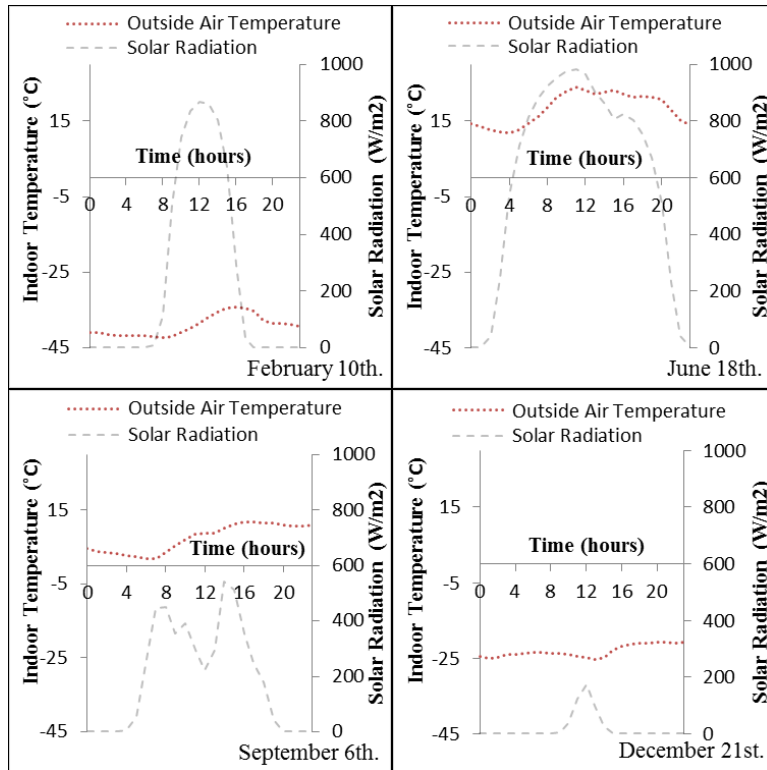 Outside Air Temperature
Solar Radiation
Indoor Temperature (°C)
15
-5
-25
-45
Time (hours)
0 4 8 12 16 20
1000
800
600
400
200
0
Solar Radiation (W/m2)
February 10th.
Outside Air Temperature
Solar Radiation
Indoor Temperature (°C)
15
-5
-25
-45
Time (hours)
0 4 8 12 16 20
1000
800
600
400
200
0
Solar Radiation (W/m2)
June 18th.
Outside Air Temperature
Solar Radiation
Indoor Temperature (°C)
15
-5
-25
-45
Time (hours)
0 4 8 12 16 20
1000
800
600
400
200
0
Solar Radiation (W/m2)
September 6th.
Outside Air Temperature
Solar Radiation
Indoor Temperature (°C)
15
-5
-25
-45
Time (hours)
0 4 8 12 16 20
1000
800
600
400
200
0
Solar Radiation (W/m2)
December 21st.